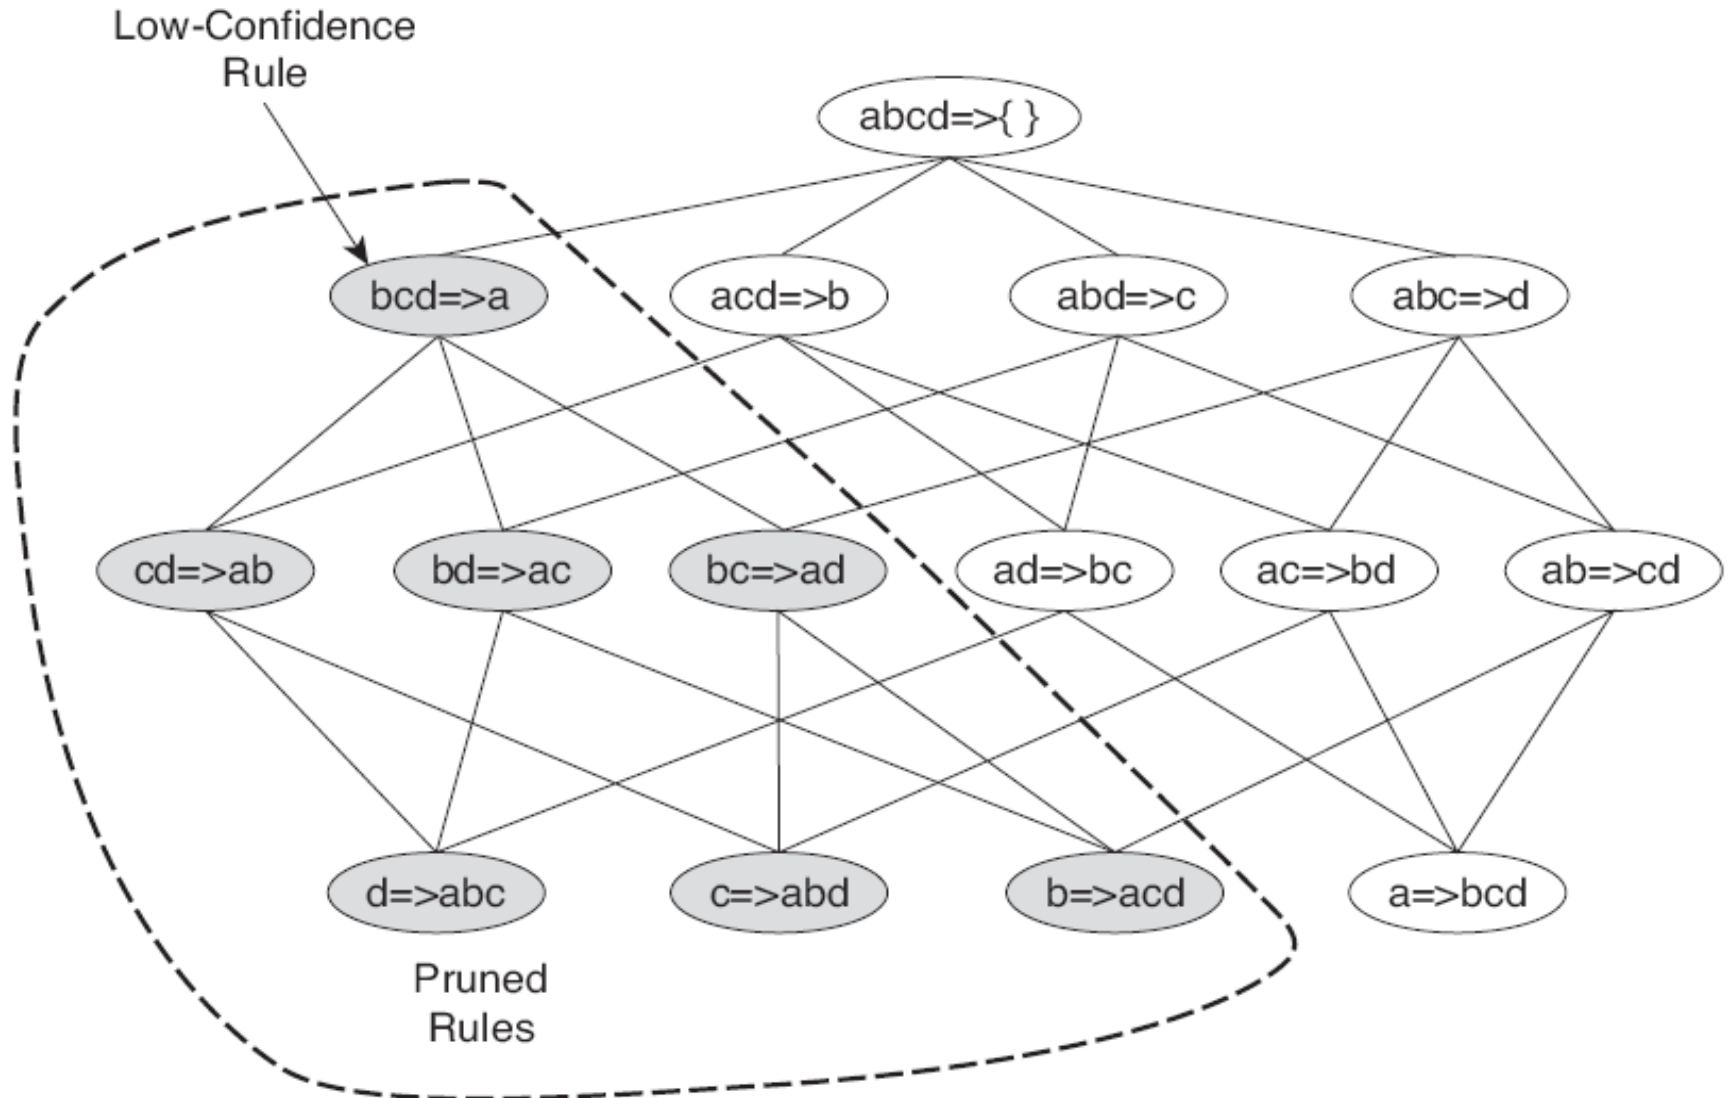 Low-Confidence
Rule
abcd=>{ }
bcd=>a
acd=>b
abd=>c
abc=>d
cd=>ab
bd=>ac
bc=>ad
ad=>bc
ac=>bd
ab=>cd
d=>abc
c=>abd
b=>acd
a=>bcd
Pruned
Rules